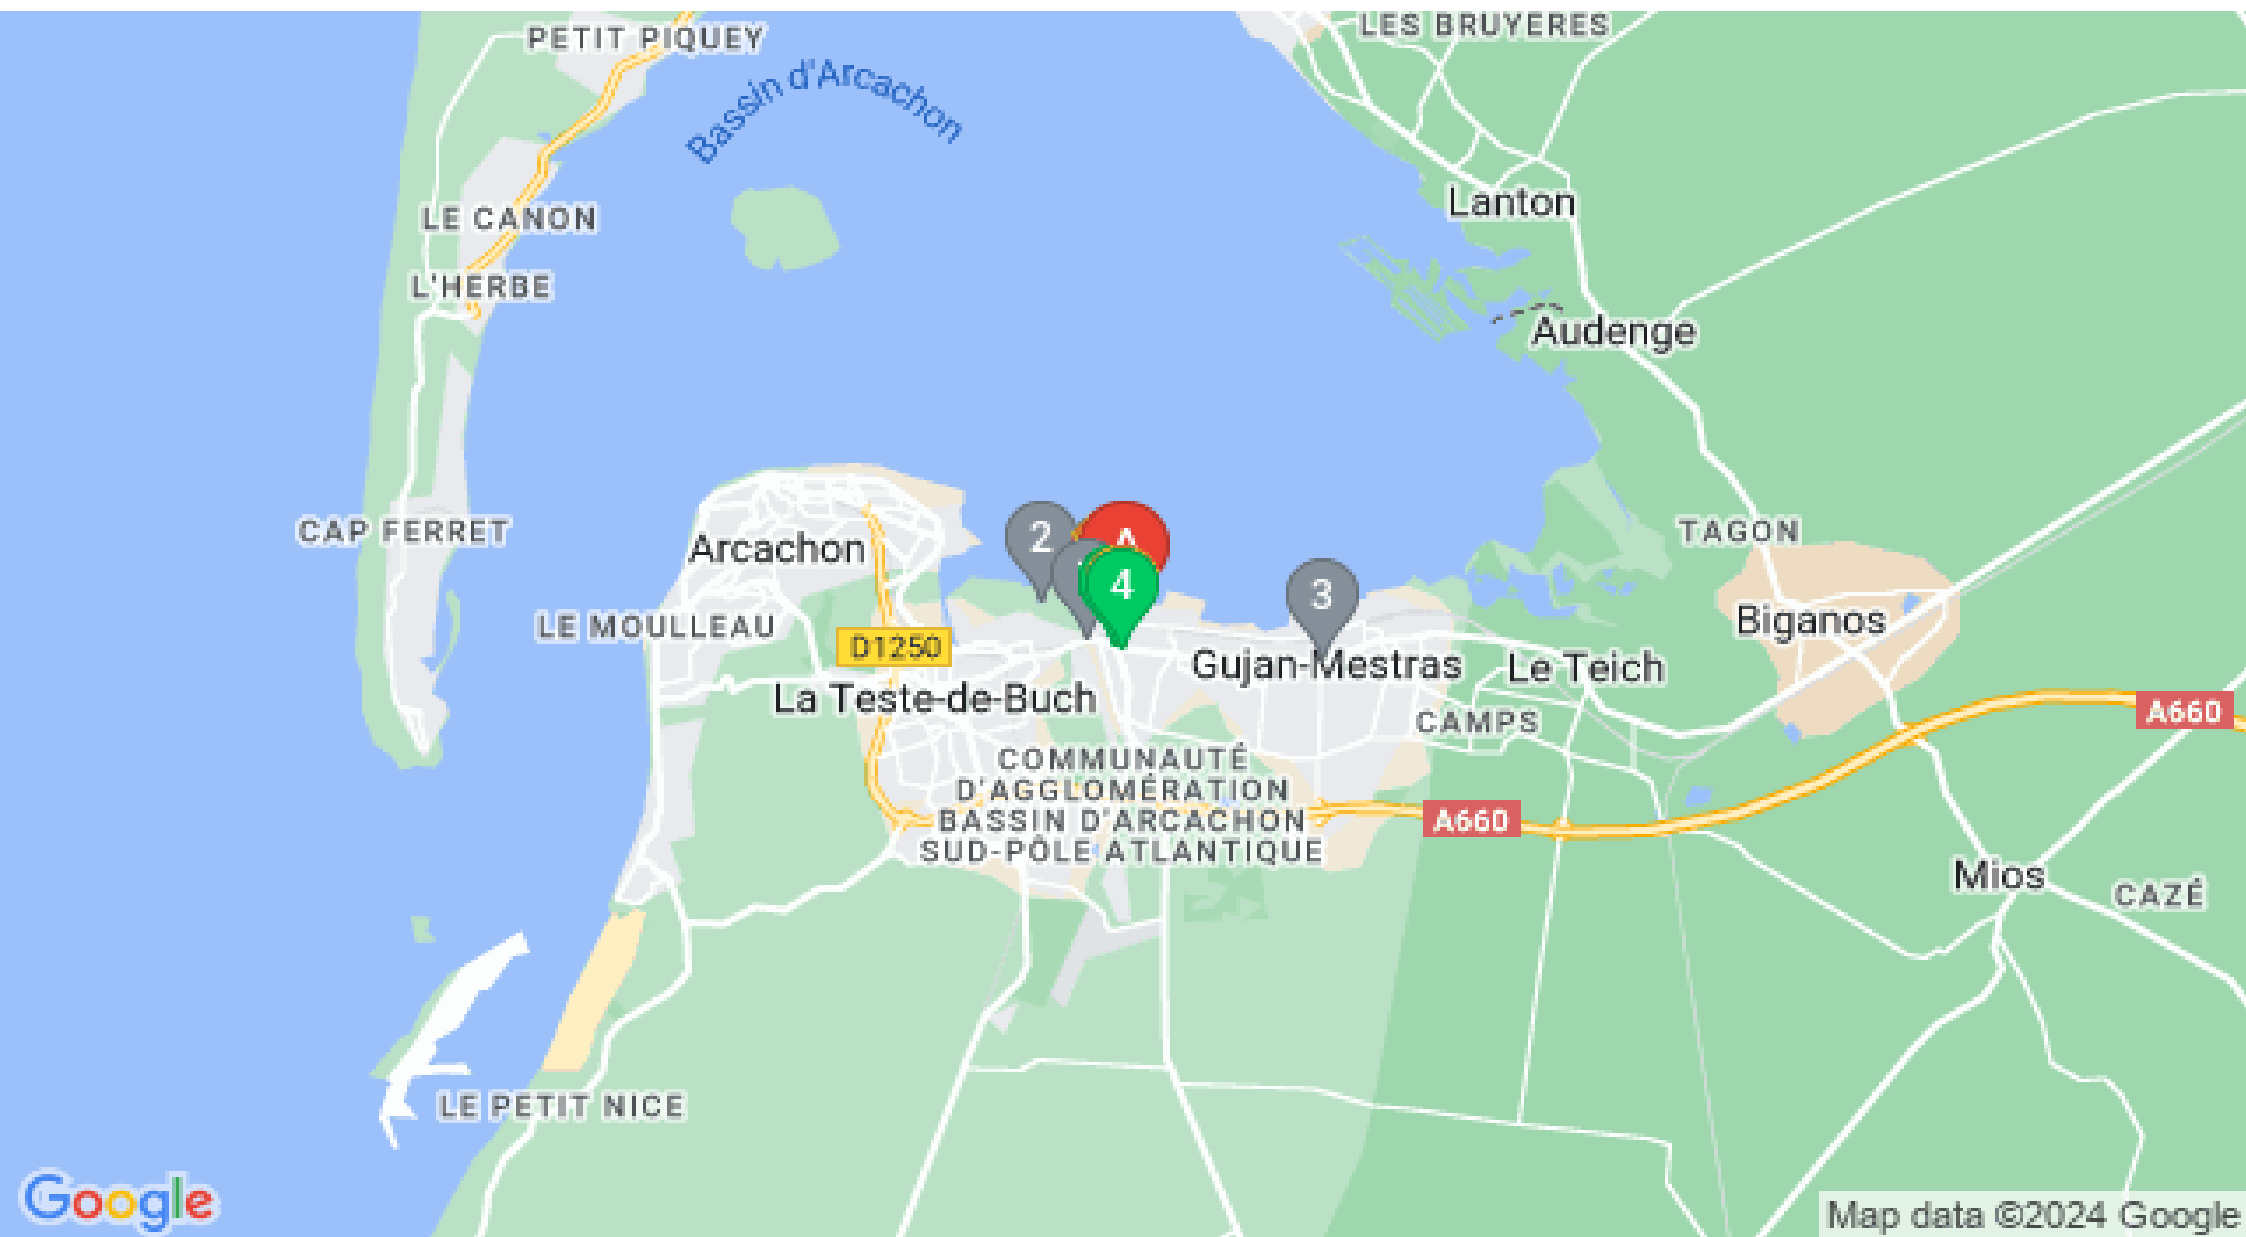 PETIT PIQUEY
LES BRUYÈRES
Bassin d'Arcachon
Lanton
LE CANON
L'HERBE
Audenge
CAP FERRET
Arcachon
2
A
4
3
TAGON
LE MOULLEAU
D1250
Biganos
Gujan-Mestras
Le Teich
La Teste-de-Buch
CAMPS
A660
COMMUNAUTÉ
D'AGGLOMÉRATION
BASSIN D'ARCACHON
SUD-PÔLE ATLANTIQUE
A660
Mios
CAZÉ
LE PETIT NICE
Google
Map data ©2024 Google